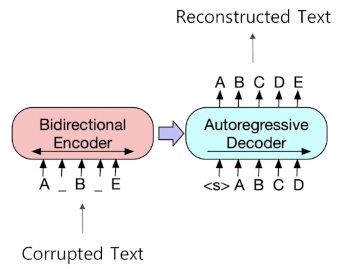 Reconstructed Text
A B C D E
Bidirectional
Encoder
Autoregressive
Decoder
A _ B _ E
<s> A B C D
Corrupted Text